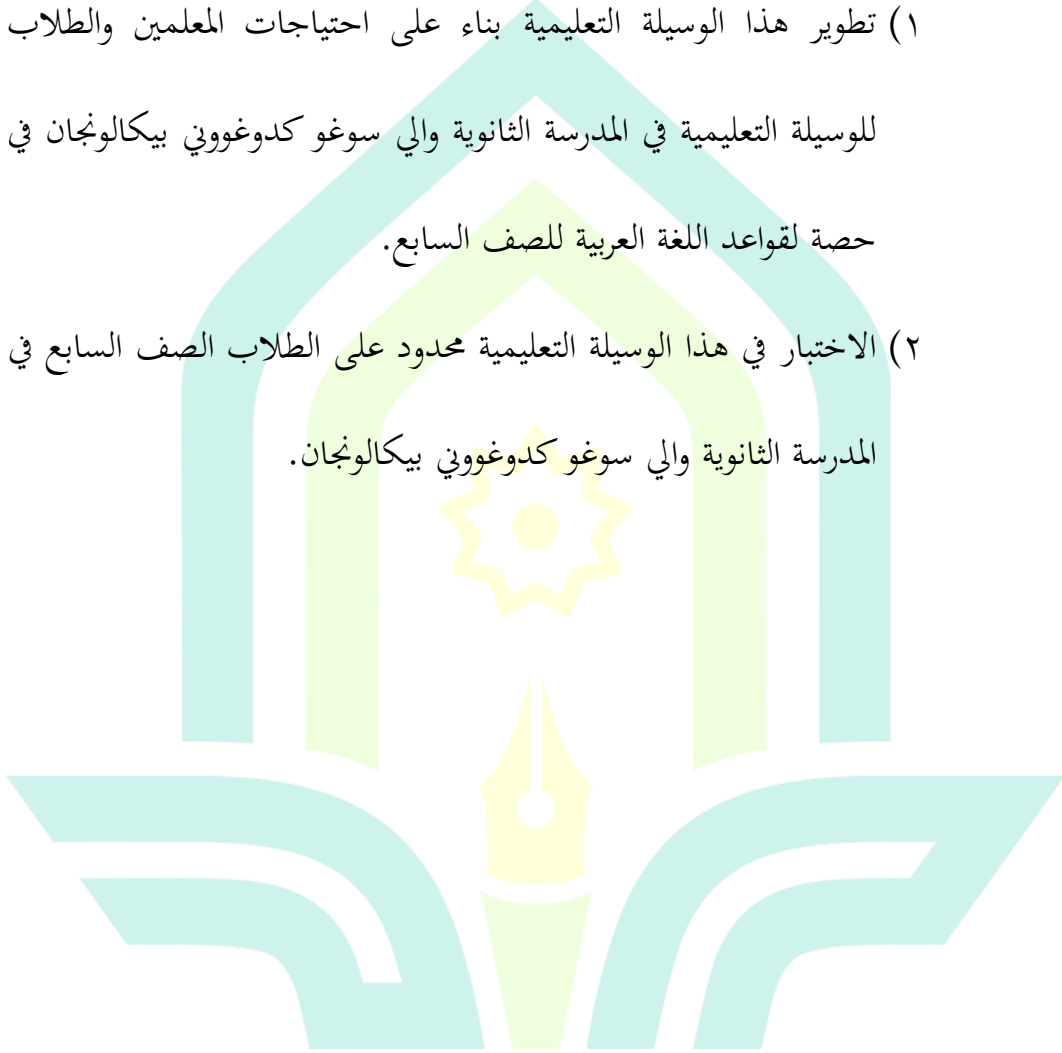 ١) تطوير هذا الوسيلة التعليمية بناء على احتياجات المعلمين والطلاب
للوسيلة التعليمية في المدرسة الثانوية والي سوغو كدوغووني بيكالونجان في
حصة لقواعد اللغة العربية للصف السابع.
٢) الاختبار في هذا الوسيلة التعليمية محدود على الطلاب الصف السابع في
المدرسة الثانوية والي سوغو كدوغووني بيكالونجان.